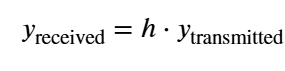 y_received = h · y_transmitted